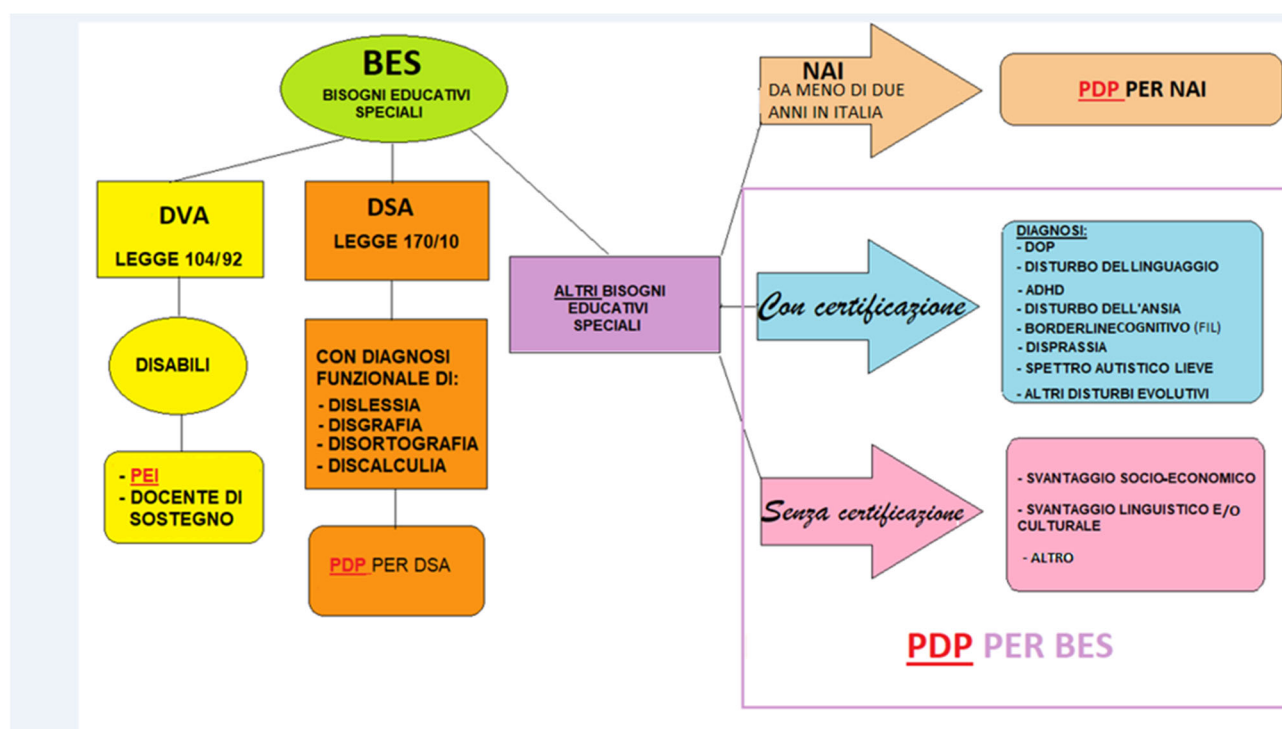 BES
BISOGNI EDUCATIVI
SPECIALI
DVA
LEGGE 104/92
DISABILI
- PEI
- DOCENTE DI
SOSTEGNO
DSA
LEGGE 170/10
CON DIAGNOSI
FUNZIONALE DI:
- DISLESSIA
- DISGRAFIA
- DISORTOGRAFIA
- DISCALCULIA
PDP PER DSA
ALTRI BISOGNI
EDUCATIVI
SPECIALI
NAI
DA MENO DI DUE
ANNI IN ITALIA
PDP PER NAI
Con certificazione
DIAGNOSI:
- DOP
- DISTURBO DEL LINGUAGGIO
- ADHD
- DISTURBO DELL'ANSIA
- BORDERLINE COGNITIVO (FIL)
- DISPRASSIA
- SPETTRO AUTISTICO LIEVE
- ALTRI DISTURBI EVOLUTIVI
Senza certificazione
- SVANTAGGIO SOCIO-ECONOMICO
- SVANTAGGIO LINGUISTICO E/O
CULTURALE
- ALTRO
PDP PER BES